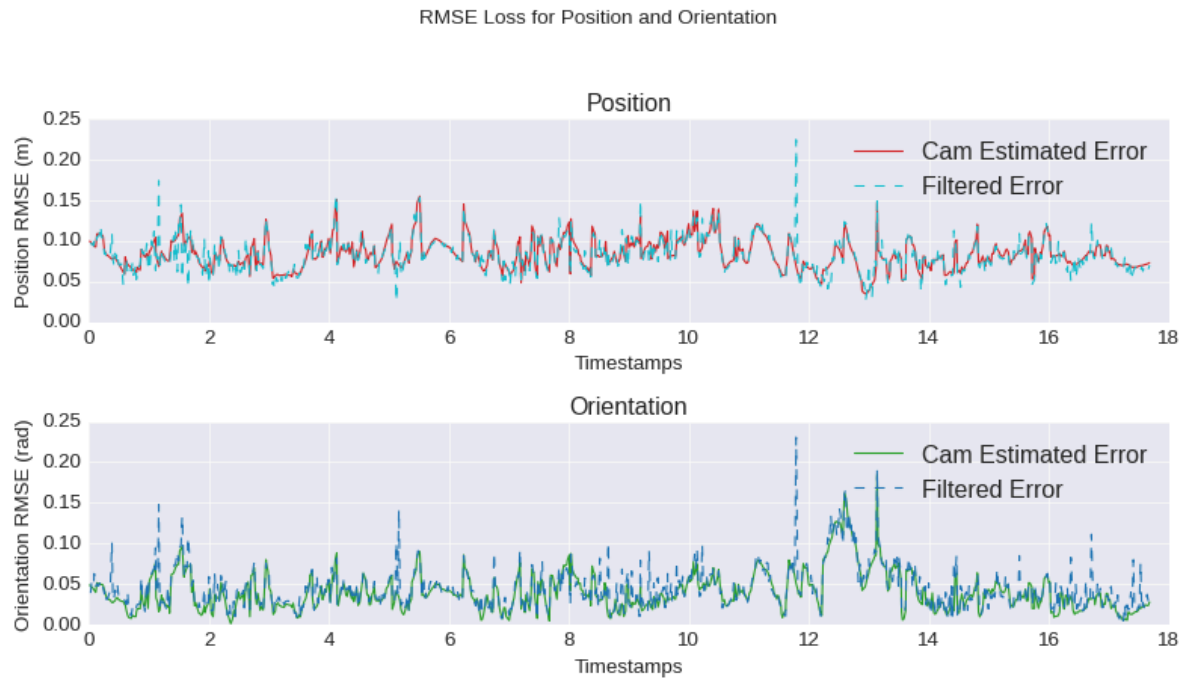 RMSE Loss for Position and Orientation
Position
0.25
0.20
0.15
0.10
0.05
0.00
Position RMSE (m)
Cam Estimated Error
Filtered Error
0 2 4 6 8 10 12 14 16 18
Timestamps
Orientation
0.25
0.20
0.15
0.10
0.05
0.00
Orientation RMSE (rad)
Cam Estimated Error
Filtered Error
0 2 4 6 8 10 12 14 16 18
Timestamps